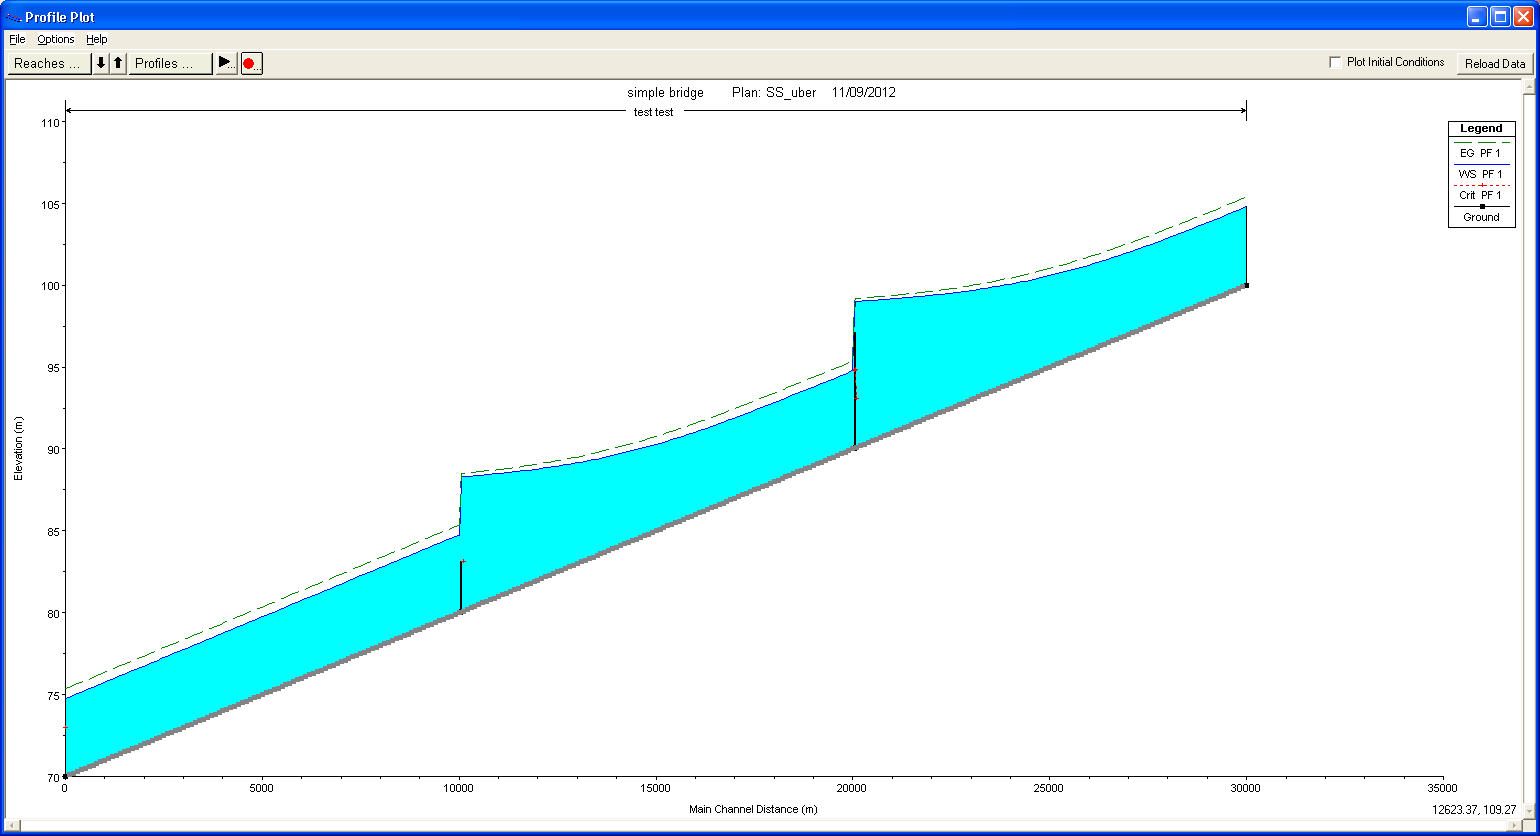 Profile Plot
File Options Help
Reaches ... Profiles ... Plot Initial Conditions Reload Data
simple bridge Plan: SS_uber 11/09/2012
test test
Legend
EG PF 1
WS PF 1
Crit PF 1
Ground
110
105
100
95
90
85
80
75
70
Elevation (m)
0 5000 10000 15000 20000 25000 30000 35000
Main Channel Distance (m)
12623.37, 109.27